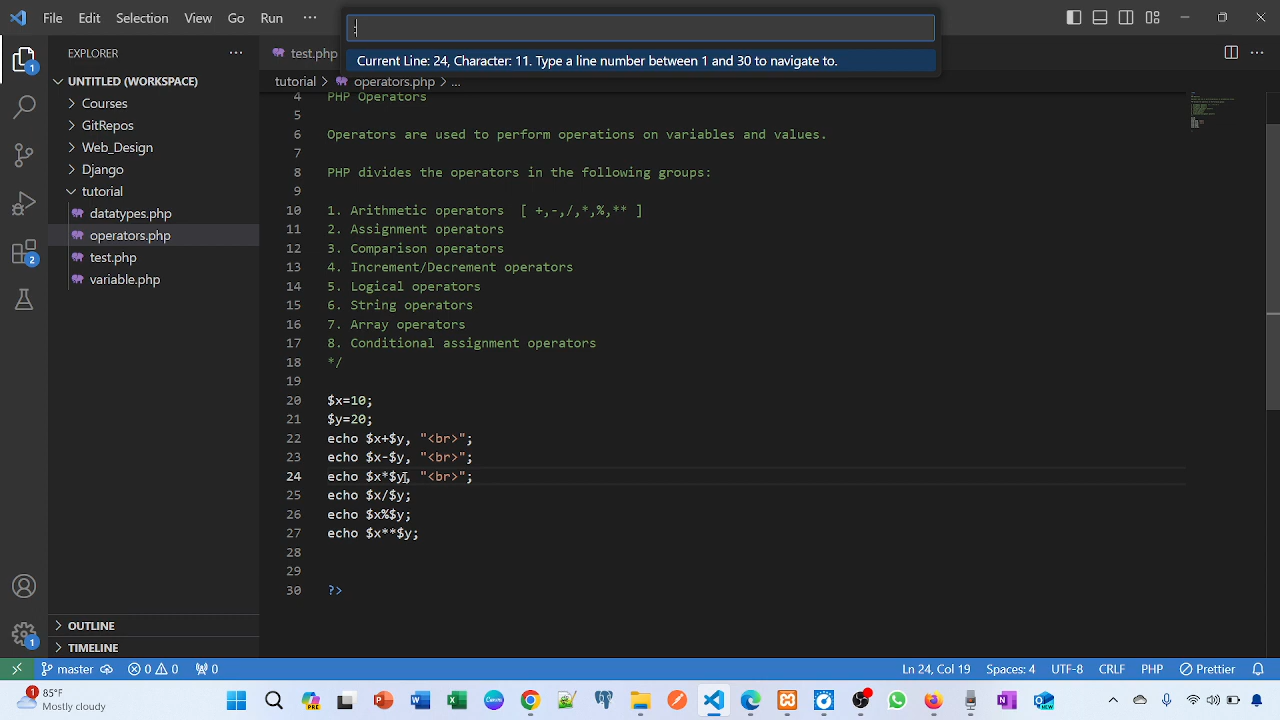 File Edit Selection View Go Run ···
:
Current Line: 24, Character: 11. Type a line number between 1 and 30 to navigate to.
EXPLORER ···
UNTITLED (WORKSPACE)
Courses
GitRepos
Web_Design
Django
tutorial
datatypes.php
operators.php
test.php
variable.php
OUTLINE
TIMELINE
1
2
1
test.php
tutorial > operators.php > ...
4 PHP Operators
5
6 Operators are used to perform operations on variables and values.
7
8 PHP divides the operators in the following groups:
9
10 1. Arithmetic operators [ +,-,/,*,%,** ]
11 2. Assignment operators
12 3. Comparison operators
13 4. Increment/Decrement operators
14 5. Logical operators
15 6. String operators
16 7. Array operators
17 8. Conditional assignment operators
18 */
19
20 $x=10;
21 $y=20;
22 echo $x+$y, "<br>";
23 echo $x-$y, "<br>";
24 echo $x*$y, "<br>";
25 echo $x/$y;
26 echo $x%$y;
27 echo $x**$y;
28
29
30 ?>
master 0 0 0 Ln 24, Col 19 Spaces: 4 UTF-8 CRLF PHP Prettier
1 85°F
Mostly cloudy
PRE
Canva
NEW